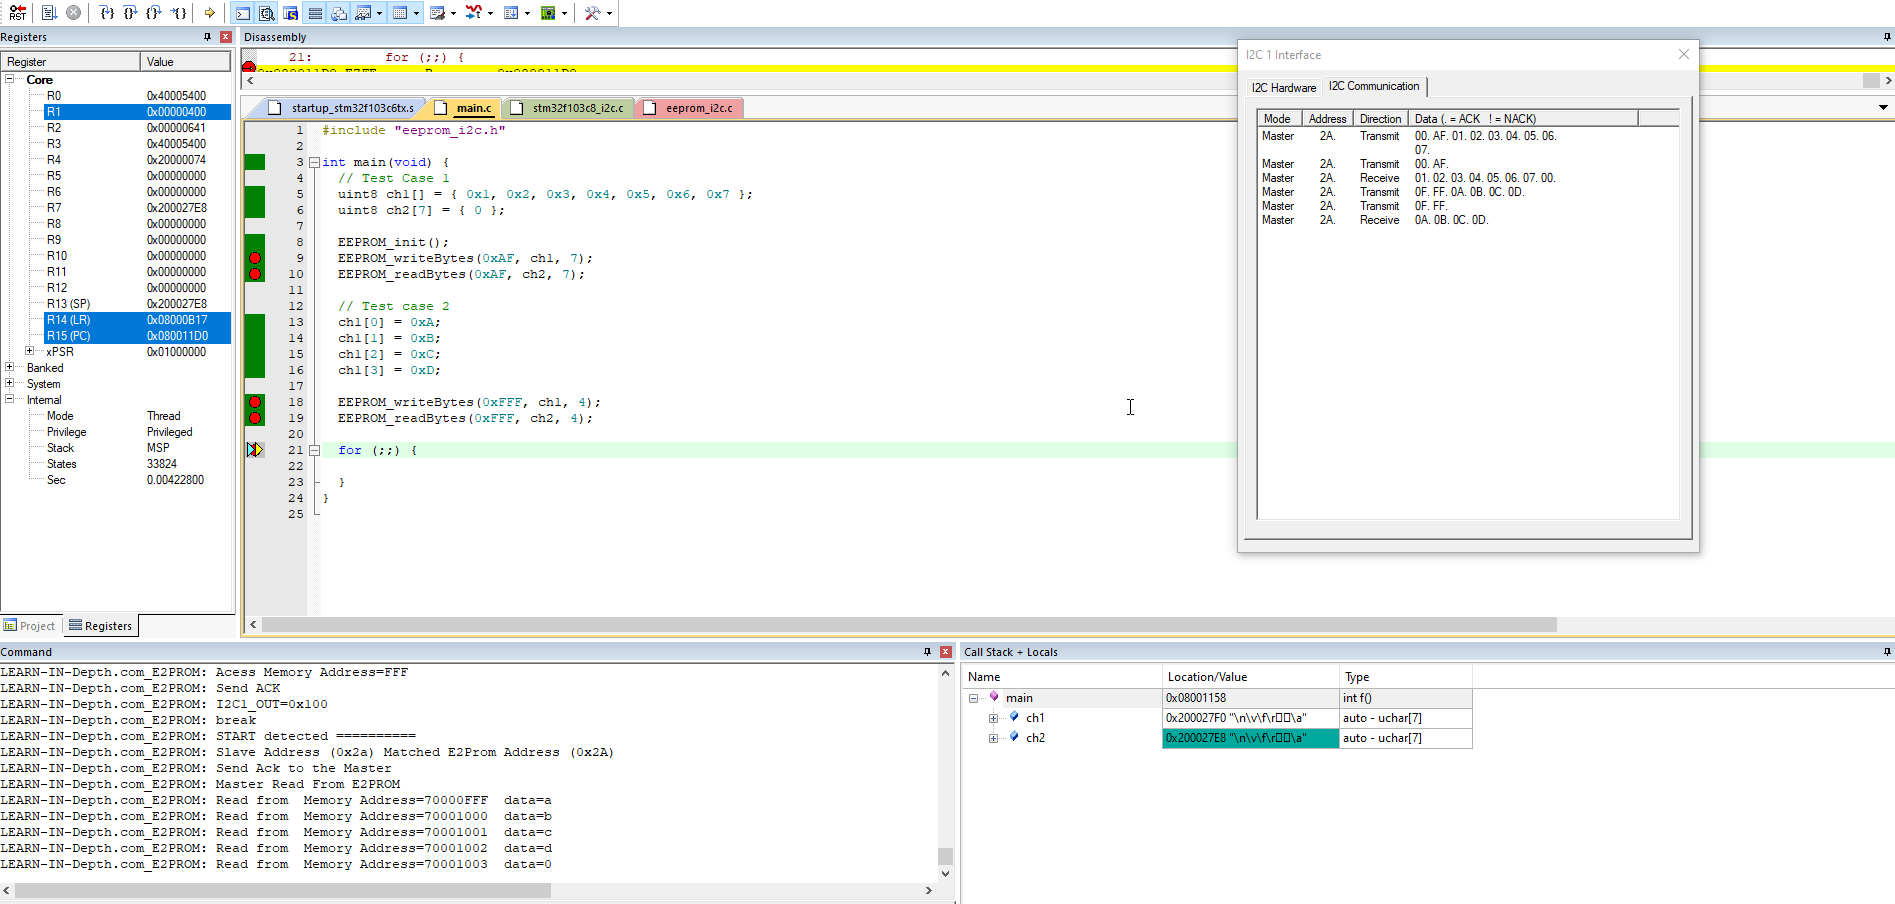 RST
Registers
Register Value
Core
R0 0x40005400
R1 0x00000400
R2 0x00000641
R3 0x40005400
R4 0x20000074
R5 0x00000000
R6 0x00000000
R7 0x200027E8
R8 0x00000000
R9 0x00000000
R10 0x00000000
R11 0x00000000
R12 0x00000000
R13 (SP) 0x200027E8
R14 (LR) 0x08000B17
R15 (PC) 0x080011D0
xPSR 0x01000000
Banked
System
Internal
Mode Thread
Privilege Privileged
Stack MSP
States 33824
Sec 0.00422800
Project Registers
Disassembly
21: for (;;) {
startup_stm32f103c6tx.s main.c stm32f103c8_i2c.c eeprom_i2c.c
1 #include "eeprom_i2c.h"
2
3 int main(void) {
4 // Test Case 1
5 uint8 ch1[] = { 0x1, 0x2, 0x3, 0x4, 0x5, 0x6, 0x7 };
6 uint8 ch2[7] = { 0 };
7
8 EEPROM_init();
9 EEPROM_writeBytes(0xAF, ch1, 7);
10 EEPROM_readBytes(0xAF, ch2, 7);
11
12 // Test case 2
13 ch1[0] = 0xA;
14 ch1[1] = 0xB;
15 ch1[2] = 0xC;
16 ch1[3] = 0xD;
17
18 EEPROM_writeBytes(0xFFF, ch1, 4);
19 EEPROM_readBytes(0xFFF, ch2, 4);
20
21 for (;;) {
22
23 }
24 }
25
I2C 1 Interface
I2C Hardware I2C Communication
Mode Address Direction Data (. = ACK ! = NACK)
Master 2A. Transmit 00. AF. 01. 02. 03. 04. 05. 06.
07.
Master 2A. Transmit 00. AF.
Master 2A. Receive 01. 02. 03. 04. 05. 06. 07. 00.
Master 2A. Transmit 0F. FF. 0A. 0B. 0C. 0D.
Master 2A. Transmit 0F. FF.
Master 2A. Receive 0A. 0B. 0C. 0D.
Command
LEARN-IN-Depth.com_E2PROM: Acess Memory Address=FFF
LEARN-IN-Depth.com_E2PROM: Send ACK
LEARN-IN-Depth.com_E2PROM: I2C1_OUT=0x100
LEARN-IN-Depth.com_E2PROM: break
LEARN-IN-Depth.com_E2PROM: START detected ==========
LEARN-IN-Depth.com_E2PROM: Slave Address (0x2a) Matched E2Prom Address (0x2A)
LEARN-IN-Depth.com_E2PROM: Send Ack to the Master
LEARN-IN-Depth.com_E2PROM: Master Read From E2PROM
LEARN-IN-Depth.com_E2PROM: Read from Memory Address=70000FFF data=a
LEARN-IN-Depth.com_E2PROM: Read from Memory Address=70001000 data=b
LEARN-IN-Depth.com_E2PROM: Read from Memory Address=70001001 data=c
LEARN-IN-Depth.com_E2PROM: Read from Memory Address=70001002 data=d
LEARN-IN-Depth.com_E2PROM: Read from Memory Address=70001003 data=0
Call Stack + Locals
Name Location/Value Type
main 0x08001158 int f()
ch1 0x200027F0 "\n\v\f\r□□\a" auto - uchar[7]
ch2 0x200027E8 "\n\v\f\r□□\a" auto - uchar[7]